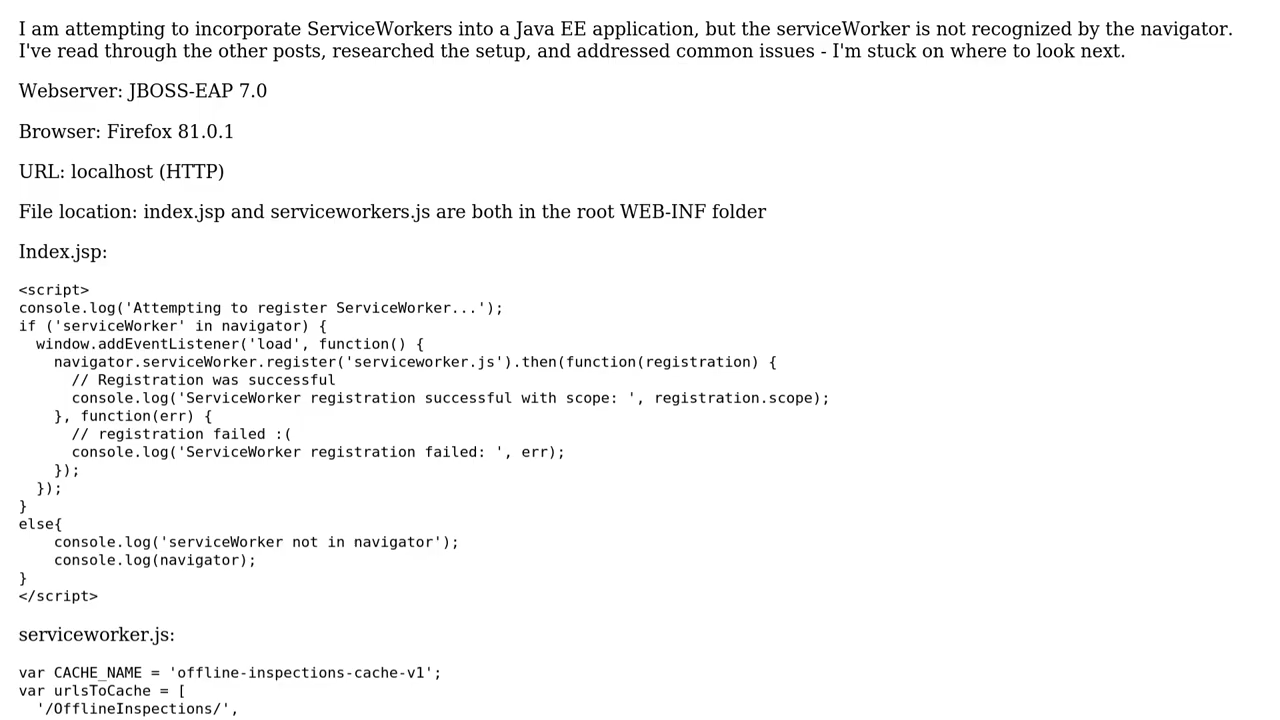 I am attempting to incorporate ServiceWorkers into a Java EE application, but the serviceWorker is not recognized by the navigator.
I've read through the other posts, researched the setup, and addressed common issues - I'm stuck on where to look next.
Webserver: JBOSS-EAP 7.0
Browser: Firefox 81.0.1
URL: localhost (HTTP)
File location: index.jsp and serviceworkers.js are both in the root WEB-INF folder
Index.jsp:
<script>
console.log('Attempting to register ServiceWorker...');
if ('serviceWorker' in navigator) {
  window.addEventListener('load', function() {
    navigator.serviceWorker.register('serviceworker.js').then(function(registration) {
      // Registration was successful
      console.log('ServiceWorker registration successful with scope: ', registration.scope);
    }, function(err) {
      // registration failed :(
      console.log('ServiceWorker registration failed: ', err);
    });
  });
}
else{
    console.log('serviceWorker not in navigator');
    console.log(navigator);
}
</script>
serviceworker.js:
var CACHE_NAME = 'offline-inspections-cache-v1';
var urlsToCache = [
  '/OfflineInspections/',